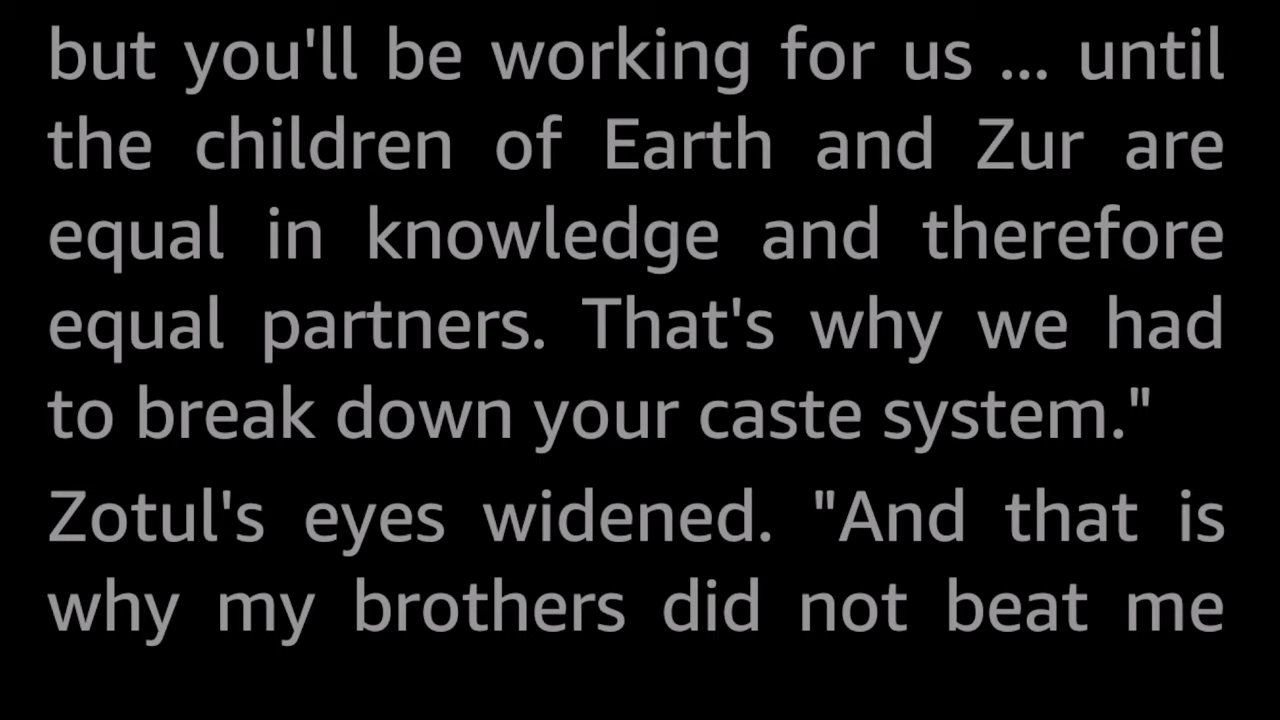 but you'll be working for us ... until
the children of Earth and Zur are
equal in knowledge and therefore
equal partners. That's why we had
to break down your caste system."
Zotul's eyes widened. "And that is
why my brothers did not beat me